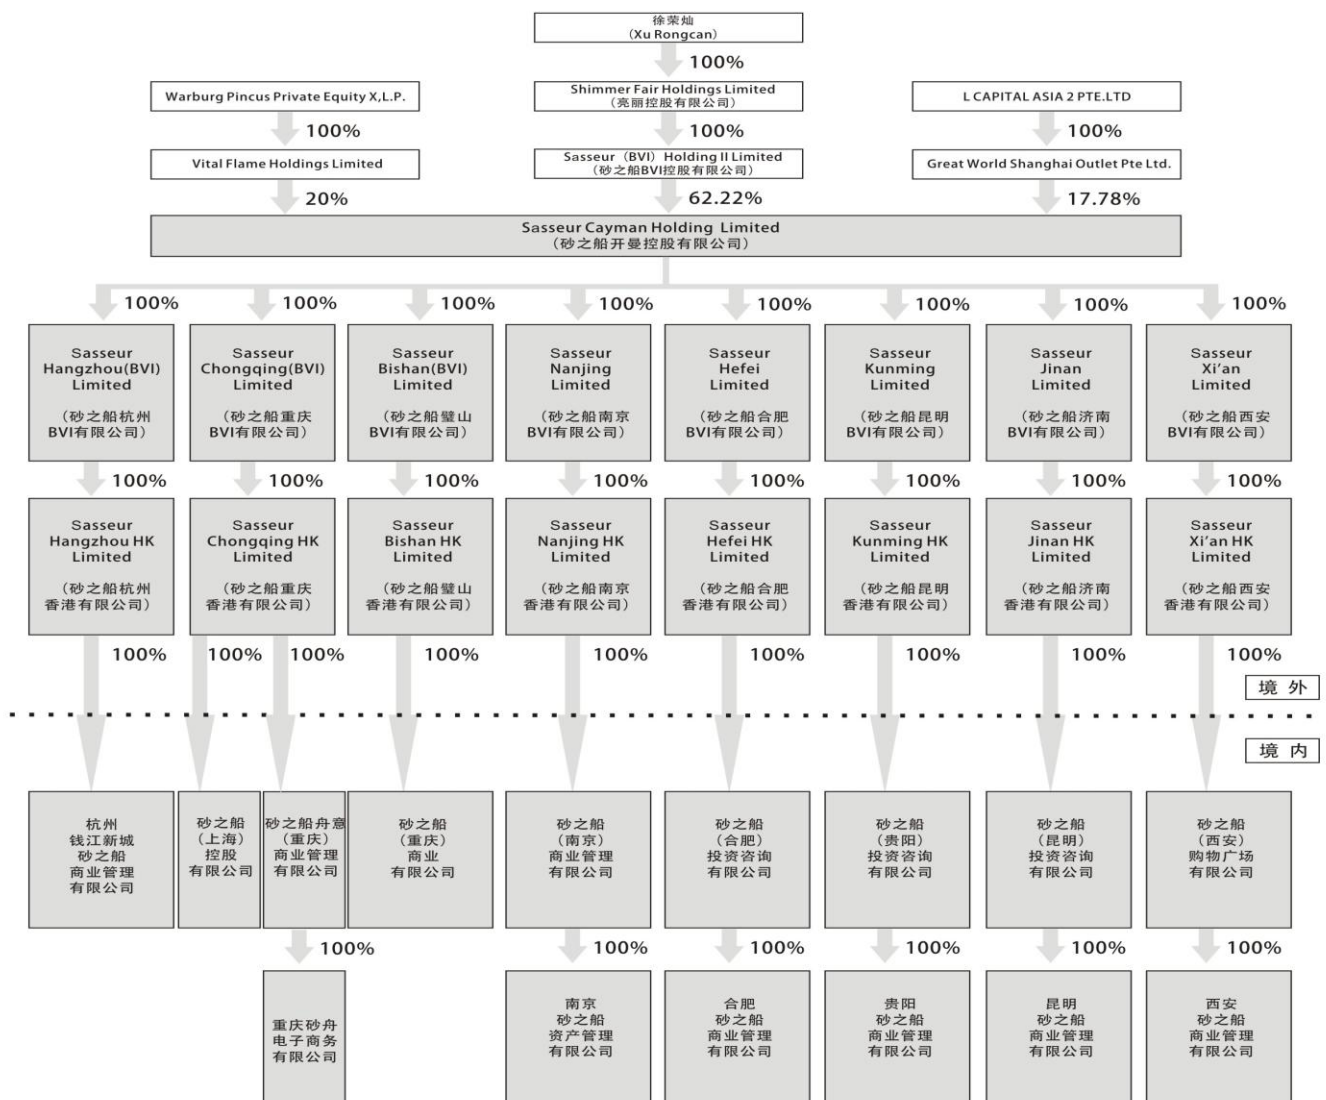 徐荣灿
(Xu Rongcan)
100%
Warburg Pincus Private Equity X,L.P.
Shimmer Fair Holdings Limited
(亮丽控股有限公司)
L CAPITAL ASIA 2 PTE.LTD
100%
100%
100%
Vital Flame Holdings Limited
Sasseur（BVI）Holding II Limited
(砂之船BVI控股有限公司)
Great World Shanghai Outlet Pte Ltd.
20%
62.22%
17.78%
Sasseur Cayman Holding Limited
(砂之船开曼控股有限公司)
100%
100%
100%
100%
100%
100%
100%
100%
Sasseur
Hangzhou(BVI)
Limited
(砂之船杭州
BVI有限公司)
Sasseur
Chongqing(BVI)
Limited
(砂之船重庆
BVI有限公司)
Sasseur
Bishan(BVI)
Limited
(砂之船璧山
BVI有限公司)
Sasseur
Nanjing
Limited
(砂之船南京
BVI有限公司)
Sasseur
Hefei
Limited
(砂之船合肥
BVI有限公司)
Sasseur
Kunming
Limited
(砂之船昆明
BVI有限公司)
Sasseur
Jinan
Limited
(砂之船济南
BVI有限公司)
Sasseur
Xi'an
Limited
(砂之船西安
BVI有限公司)
100%
100%
100%
100%
100%
100%
100%
100%
Sasseur
Hangzhou HK
Limited
(砂之船杭州
香港有限公司)
Sasseur
Chongqing HK
Limited
(砂之船重庆
香港有限公司)
Sasseur
Bishan HK
Limited
(砂之船璧山
香港有限公司)
Sasseur
Nanjing HK
Limited
(砂之船南京
香港有限公司)
Sasseur
Hefei HK
Limited
(砂之船合肥
香港有限公司)
Sasseur
Kunming HK
Limited
(砂之船昆明
香港有限公司)
Sasseur
Jinan HK
Limited
(砂之船济南
香港有限公司)
Sasseur
Xi'an HK
Limited
(砂之船西安
香港有限公司)
100%
100%
100%
100%
100%
100%
100%
100%
100%
境 外
境 内
杭州
钱江新城
砂之船
商业管理
有限公司
砂之船
(上海)
控股
有限公司
砂之船舟意
(重庆)
商业管理
有限公司
砂之船
(重庆)
商业
有限公司
砂之船
(南京)
商业管理
有限公司
砂之船
(合肥)
投资咨询
有限公司
砂之船
(贵阳)
投资咨询
有限公司
砂之船
(昆明)
投资咨询
有限公司
砂之船
(西安)
购物广场
有限公司
100%
100%
100%
100%
100%
100%
重庆砂舟
电子商务
有限公司
南京
砂之船
资产管理
有限公司
合肥
砂之船
商业管理
有限公司
贵阳
砂之船
商业管理
有限公司
昆明
砂之船
商业管理
有限公司
西安
砂之船
商业管理
有限公司